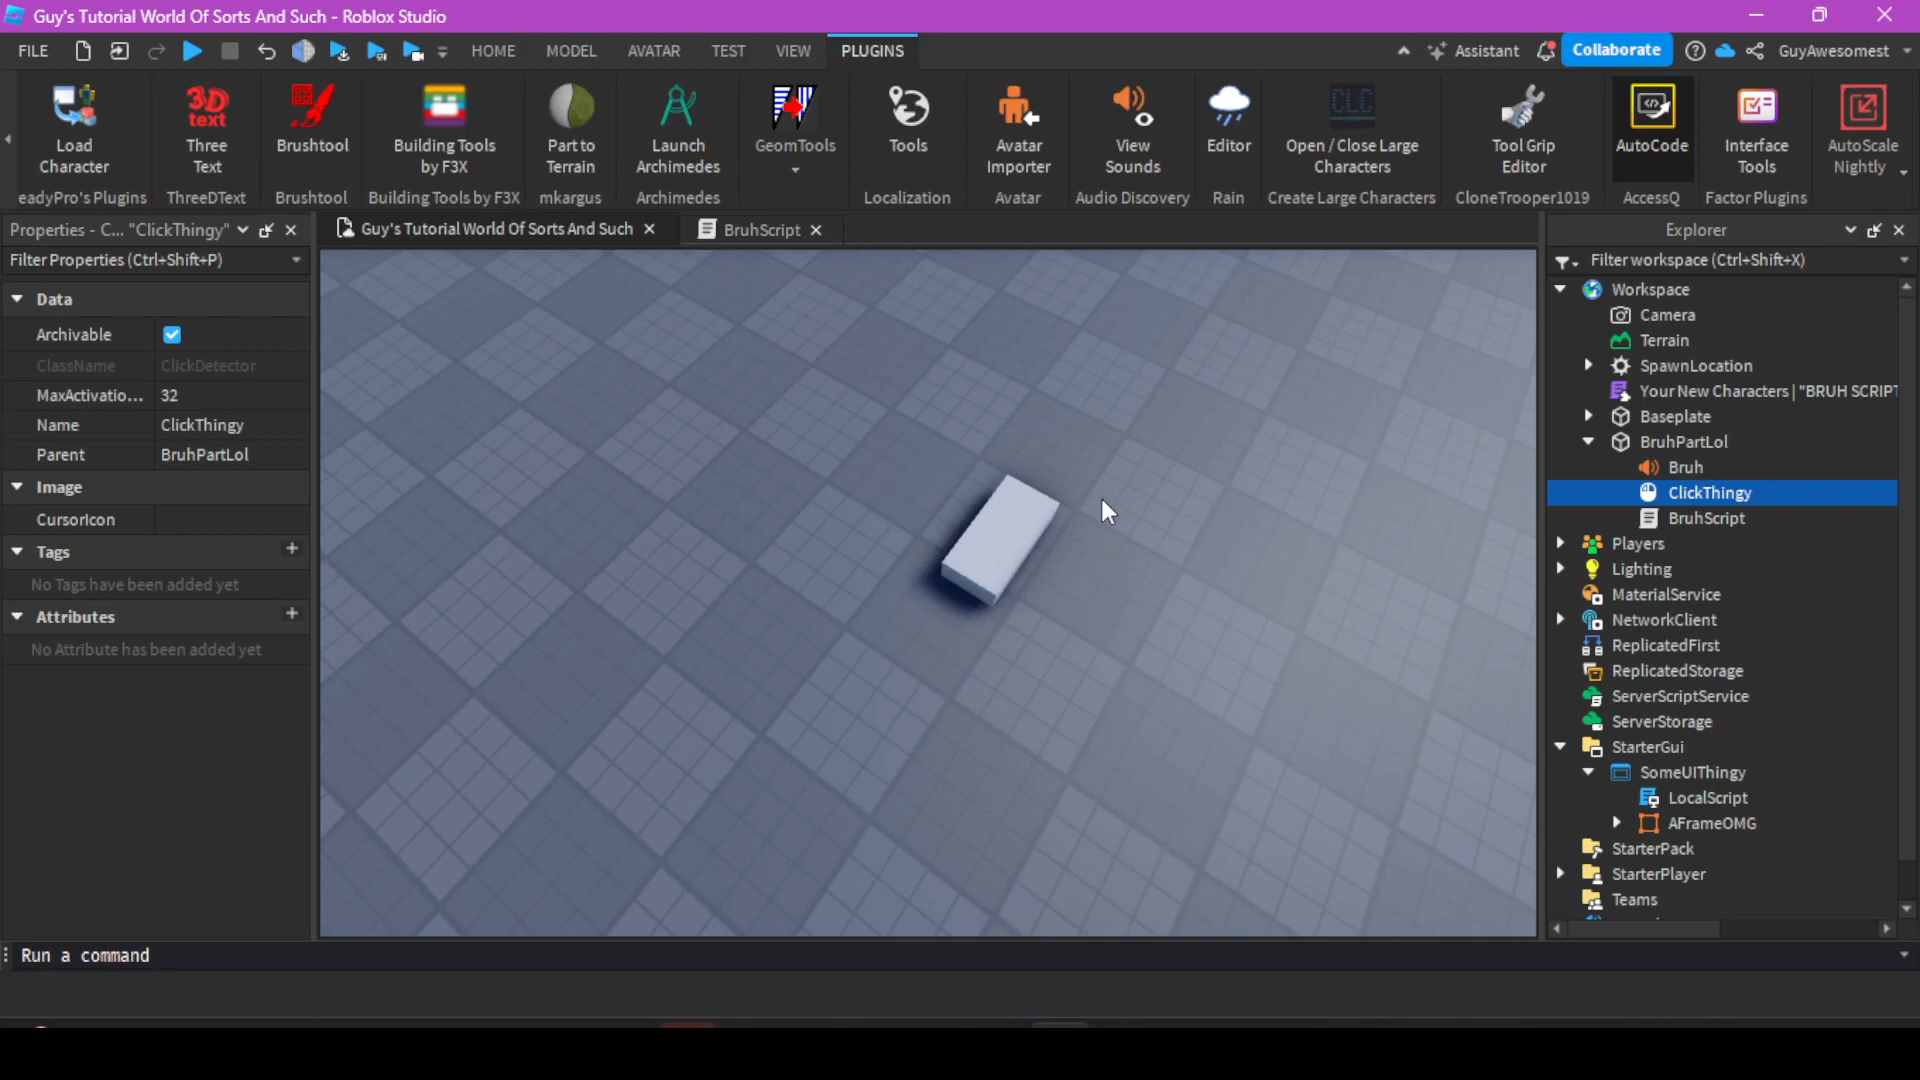 Guy's Tutorial World Of Sorts And Such - Roblox Studio
FILE HOME MODEL AVATAR TEST VIEW PLUGINS Assistant Collaborate GuyAwesomest
Load Character
Three Text
Brushtool
Building Tools by F3X
Part to Terrain
Launch Archimedes
GeomTools
Tools
Avatar Importer
View Sounds
Editor
CLC
Open / Close Large Characters
Tool Grip Editor
AutoCode
Interface Tools
AutoScale Nightly
3D text
eadyPro's Plugins ThreeDText Brushtool Building Tools by F3X mkargus Archimedes Localization Avatar Audio Discovery Rain Create Large Characters CloneTrooper1019 AccessQ Factor Plugins
Properties - C... "ClickThingy"
Guy's Tutorial World Of Sorts And Such
BruhScript
Explorer
Filter Properties (Ctrl+Shift+P)
Filter workspace (Ctrl+Shift+X)
Data
Archivable
ClassName ClickDetector
MaxActivatio... 32
Name ClickThingy
Parent BruhPartLol
Image
CursorIcon
Tags
No Tags have been added yet
Attributes
No Attribute has been added yet
Workspace
Camera
Terrain
SpawnLocation
Your New Characters | "BRUH SCRIPT
Baseplate
BruhPartLol
Bruh
ClickThingy
BruhScript
Players
Lighting
MaterialService
NetworkClient
ReplicatedFirst
ReplicatedStorage
ServerScriptService
ServerStorage
StarterGui
SomeUIThingy
LocalScript
AFrameOMG
StarterPack
StarterPlayer
Teams
Run a command